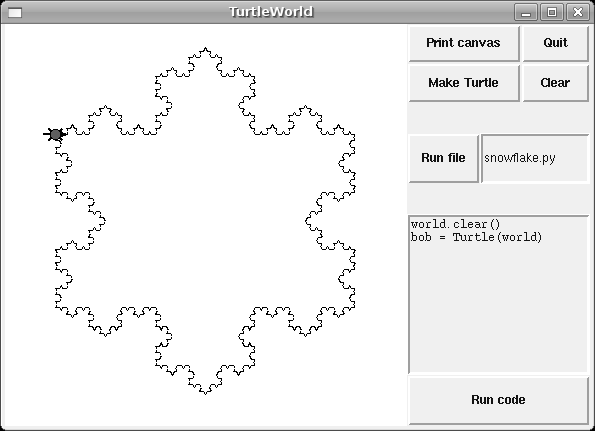 TurtleWorld
Print canvas
Quit
Make Turtle
Clear
Run file
snowflake.py
world.clear()
bob = Turtle(world)
Run code